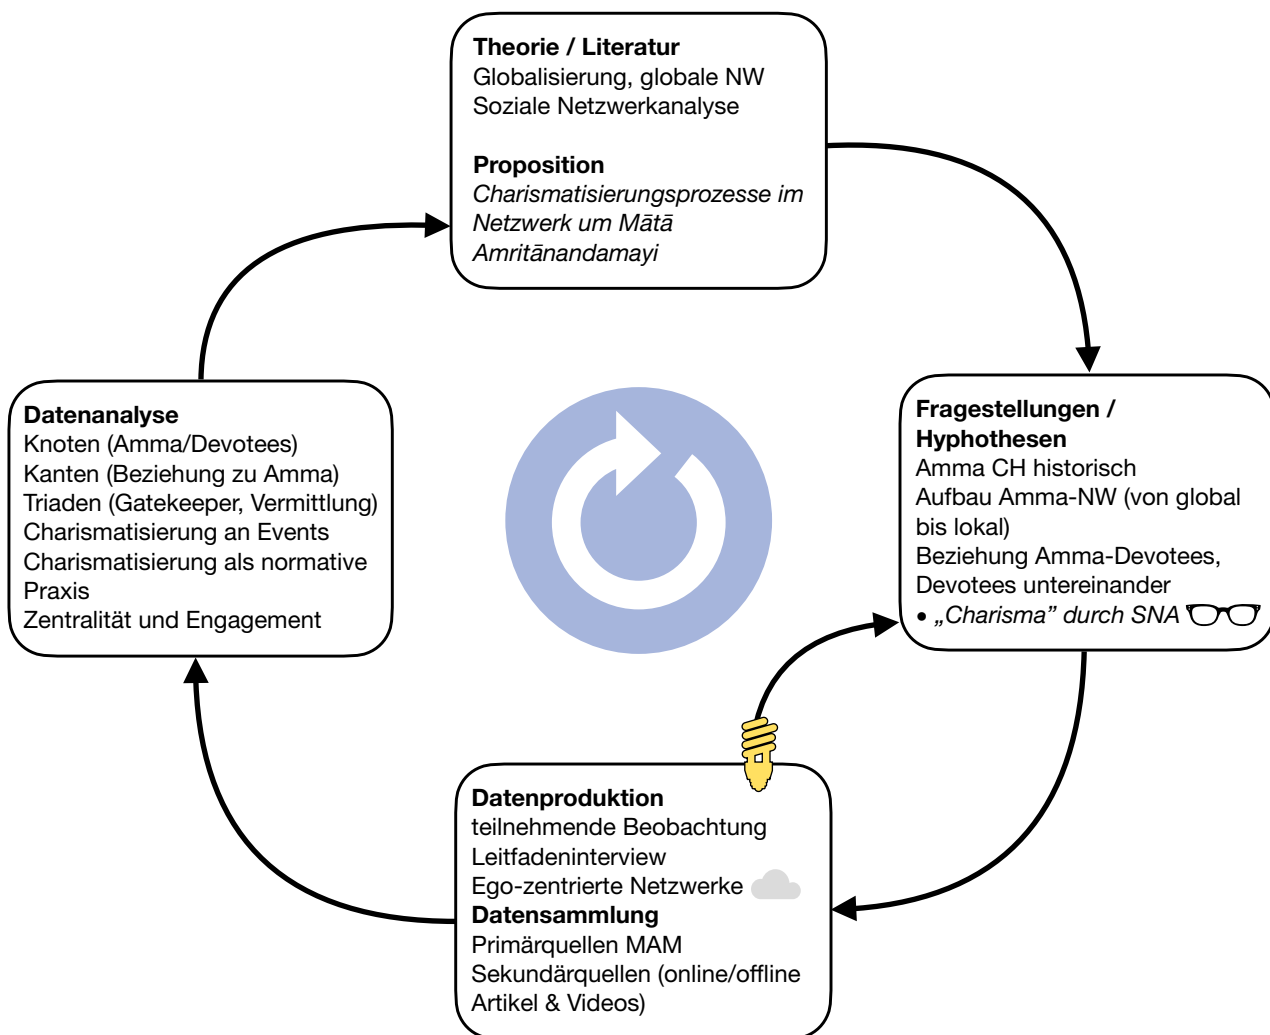 Theorie / Literatur
Globalisierung, globale NW
Soziale Netzwerkanalyse
Proposition
Charismatisierungsprozesse im
Netzwerk um Mātā
Amritānandamayi
Datenanalyse
Knoten (Amma/Devotees)
Kanten (Beziehung zu Amma)
Triaden (Gatekeeper, Vermittlung)
Charismatisierung an Events
Charismatisierung als normative
Praxis
Zentralität und Engagement
Fragestellungen /
Hyphothesen
Amma CH historisch
Aufbau Amma-NW (von global
bis lokal)
Beziehung Amma-Devotees,
Devotees untereinander
• „Charisma” durch SNA
Datenproduktion
teilnehmende Beobachtung
Leitfadeninterview
Ego-zentrierte Netzwerke
Datensammlung
Primärquellen MAM
Sekundärquellen (online/offline
Artikel & Videos)